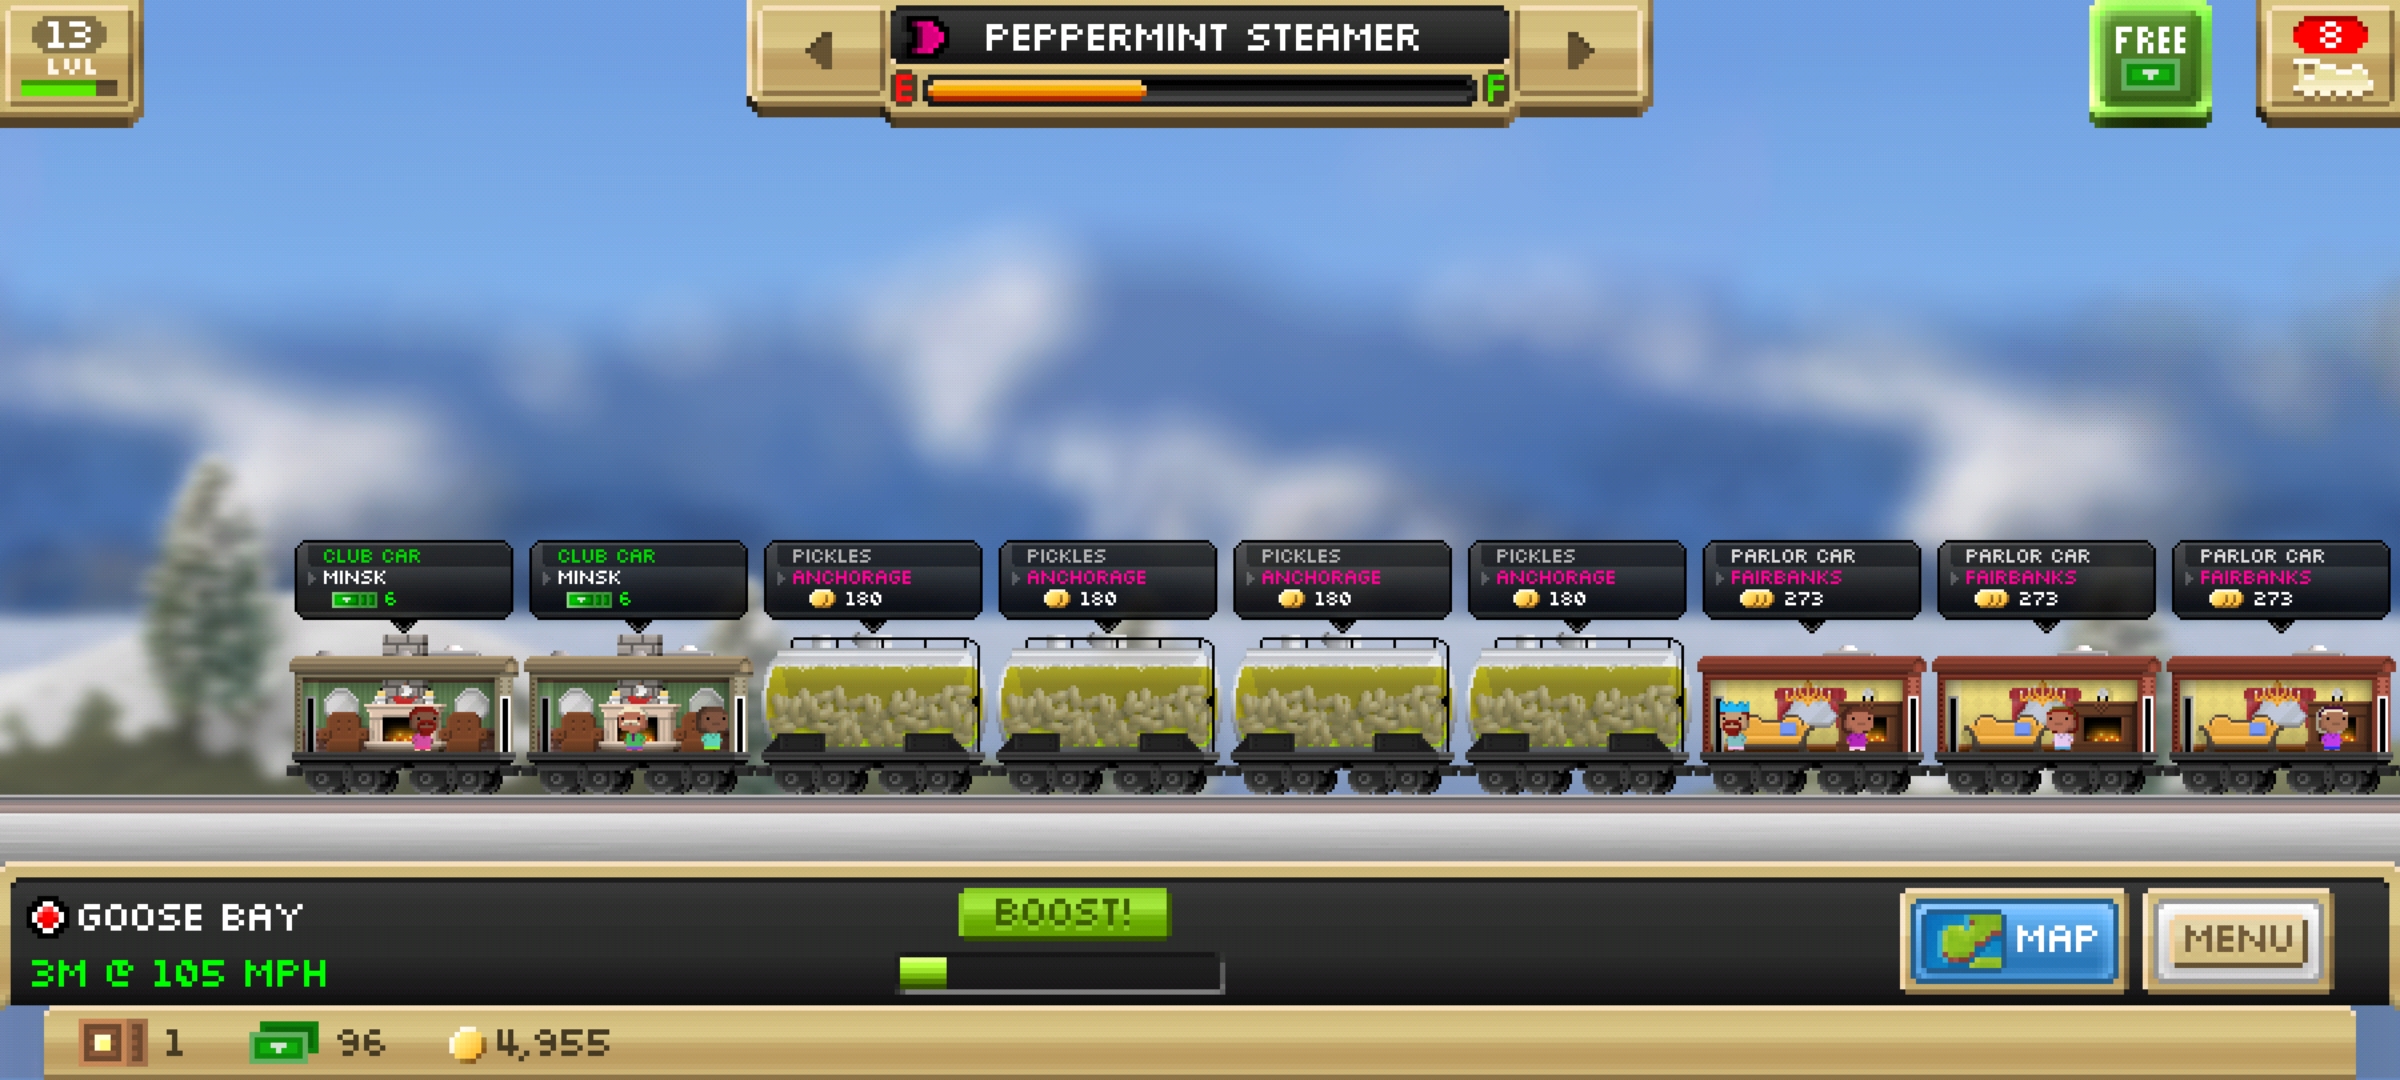 13
LVL
PEPPERMINT STEAMER
E
F
FREE
8
CLUB CAR
MINSK
6
CLUB CAR
MINSK
6
PICKLES
ANCHORAGE
180
PICKLES
ANCHORAGE
180
PICKLES
ANCHORAGE
180
PICKLES
ANCHORAGE
180
PARLOR CAR
FAIRBANKS
273
PARLOR CAR
FAIRBANKS
273
PARLOR CAR
FAIRBANKS
273
GOOSE BAY
3M @ 105 MPH
BOOST!
MAP
MENU
1
96
4,955